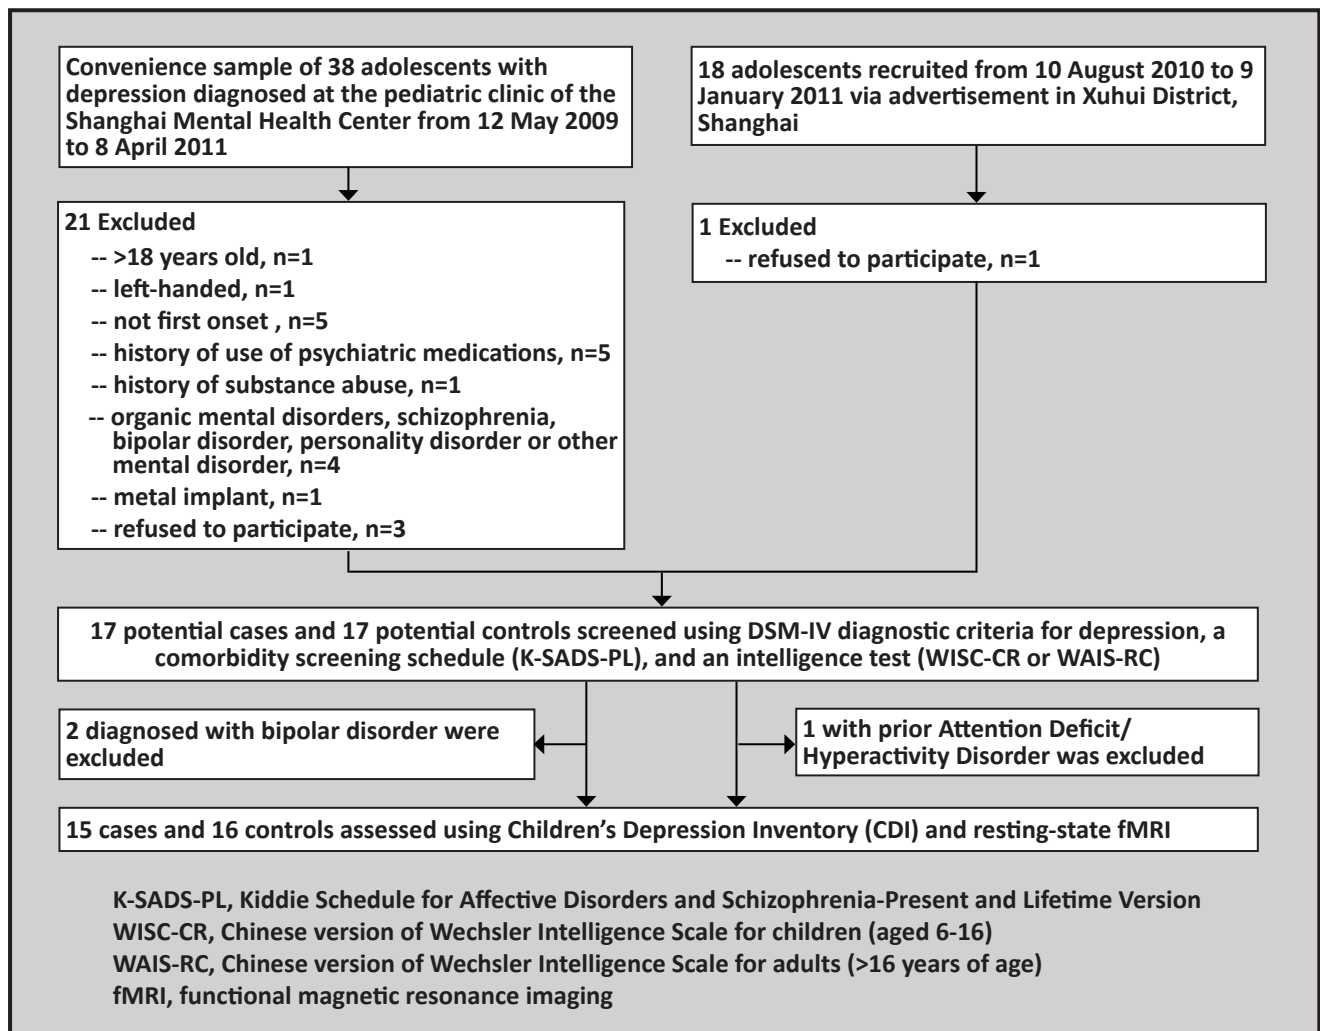 Convenience sample of 38 adolescents with
depression diagnosed at the pediatric clinic of the
Shanghai Mental Health Center from 12 May 2009
to 8 April 2011
18 adolescents recruited from 10 August 2010 to 9
January 2011 via advertisement in Xuhui District,
Shanghai
21 Excluded
-- >18 years old, n=1
-- left-handed, n=1
-- not first onset , n=5
-- history of use of psychiatric medications, n=5
-- history of substance abuse, n=1
-- organic mental disorders, schizophrenia,
bipolar disorder, personality disorder or other
mental disorder, n=4
-- metal implant, n=1
-- refused to participate, n=3
1 Excluded
-- refused to participate, n=1
17 potential cases and 17 potential controls screened using DSM-IV diagnostic criteria for depression, a
comorbidity screening schedule (K-SADS-PL), and an intelligence test (WISC-CR or WAIS-RC)
2 diagnosed with bipolar disorder were
excluded
1 with prior Attention Deficit/
Hyperactivity Disorder was excluded
15 cases and 16 controls assessed using Children’s Depression Inventory (CDI) and resting-state fMRI
K-SADS-PL, Kiddie Schedule for Affective Disorders and Schizophrenia-Present and Lifetime Version
WISC-CR, Chinese version of Wechsler Intelligence Scale for children (aged 6-16)
WAIS-RC, Chinese version of Wechsler Intelligence Scale for adults (>16 years of age)
fMRI, functional magnetic resonance imaging